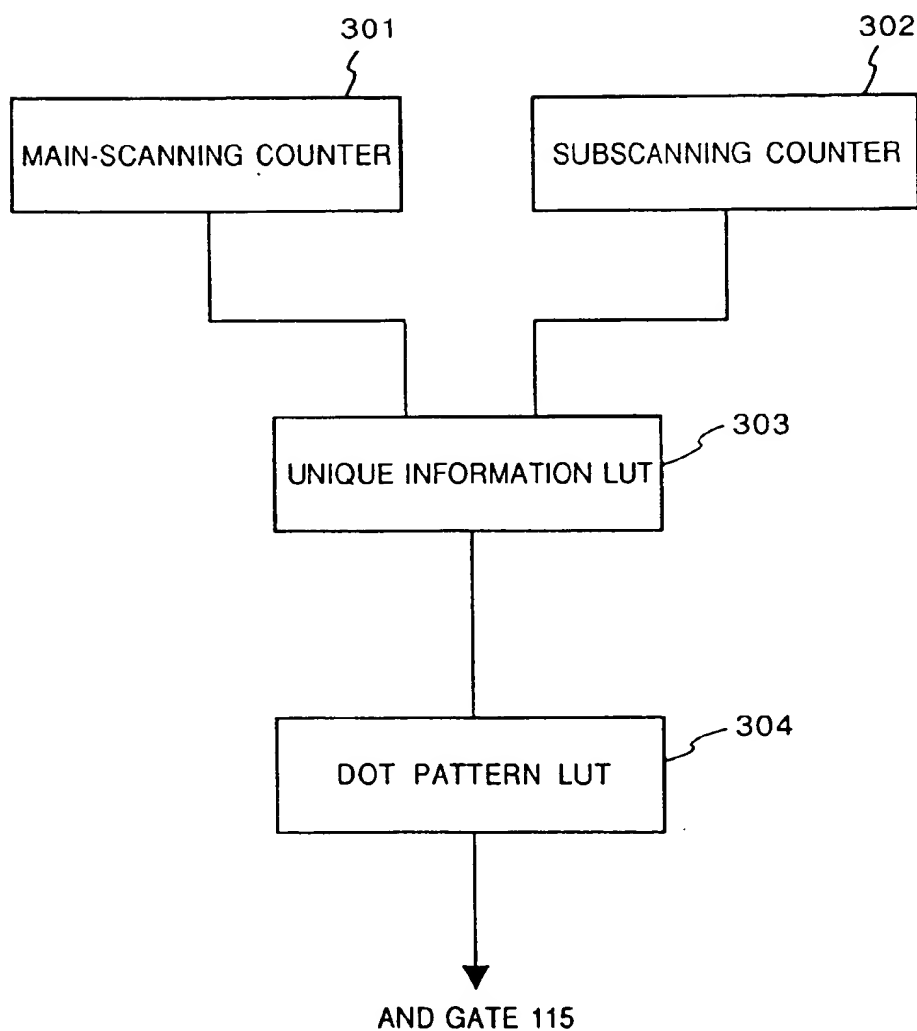 301
302
MAIN-SCANNING COUNTER
SUBSCANNING COUNTER
303
UNIQUE INFORMATION LUT
304
DOT PATTERN LUT
AND GATE 115